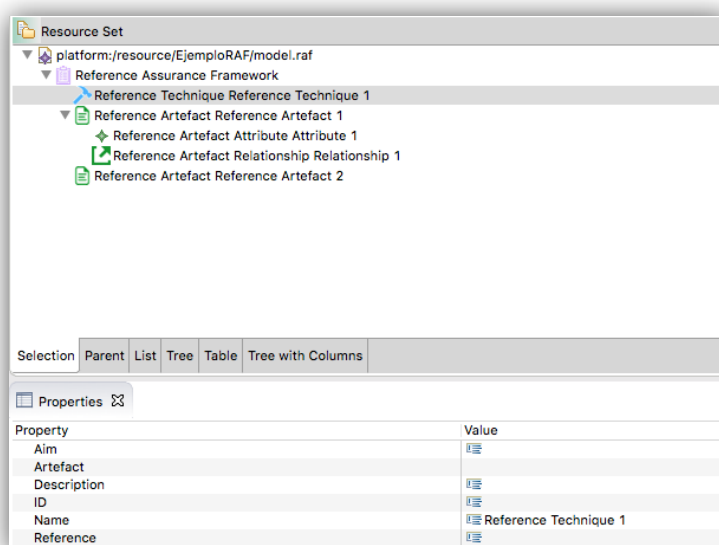 Resource Set
platform:/resource/EjemploRAF/model.raf
Reference Assurance Framework
Reference Technique Reference Technique 1
Reference Artefact Reference Artefact 1
Reference Artefact Attribute Attribute 1
Reference Artefact Relationship Relationship 1
Reference Artefact Reference Artefact 2
Selection Parent List Tree Table Tree with Columns
Properties
Property Value
Aim
Artefact
Description
ID
Name Reference Technique 1
Reference